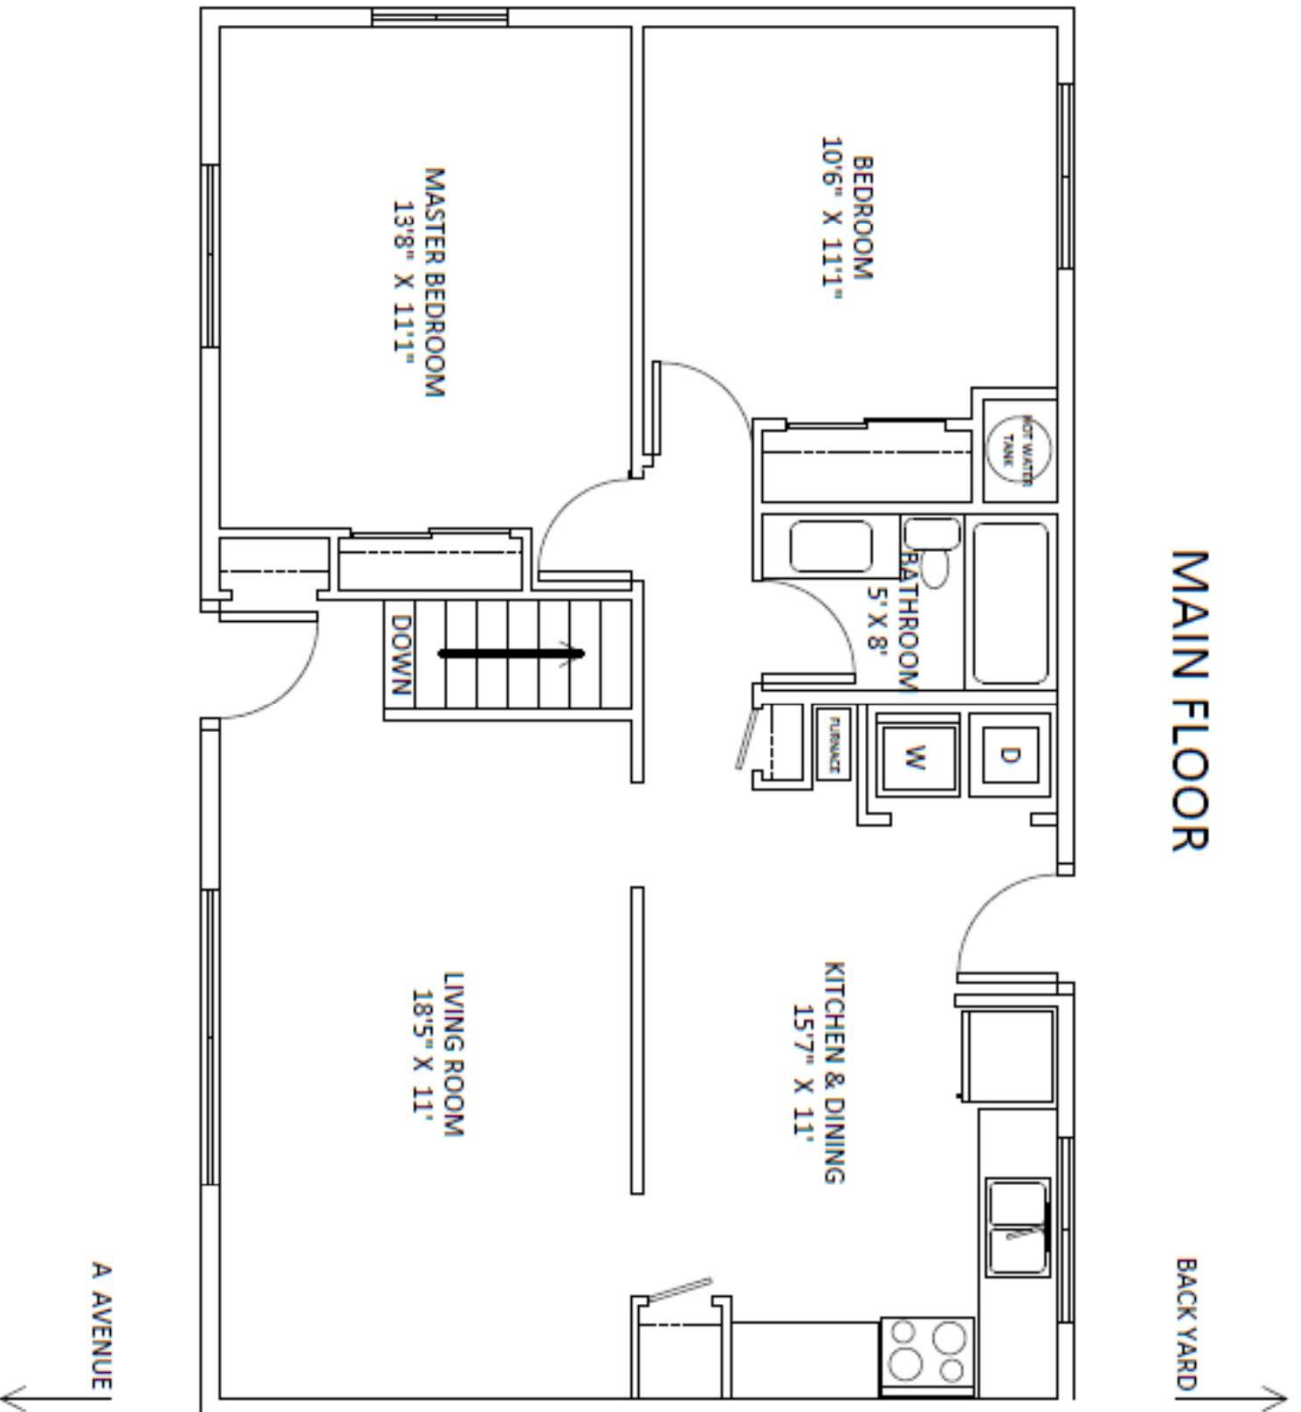 MAIN FLOOR
BACK YARD
BEDROOM
10'6" X 11'1"
HOT WATER
TANK
BATHROOM
5' X 8'
FURNACE
W
D
KITCHEN & DINING
15'7" X 11'
MASTER BEDROOM
13'8" X 11'1"
DOWN
LIVING ROOM
18'5" X 11'
A AVENUE